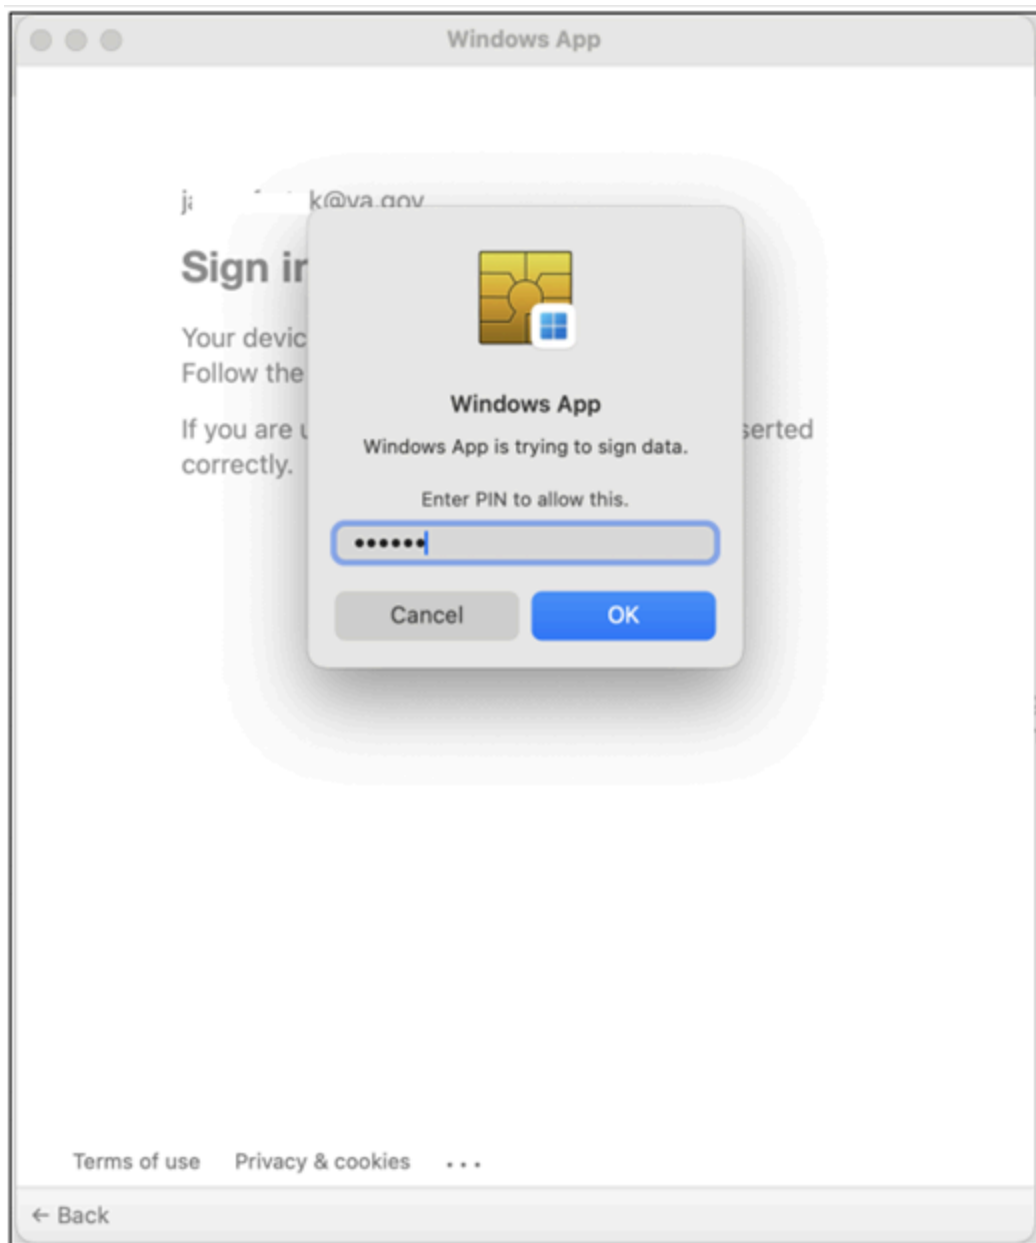 Windows App
k@va.gov
Sign in
Your devic
Follow the
If you are
serted
correctly.
Windows App
Windows App is trying to sign data.
Enter PIN to allow this.
••••••
Cancel
OK
Terms of use
Privacy & cookies
...
← Back